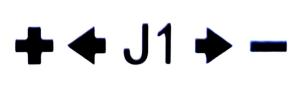 + ← J1 → −